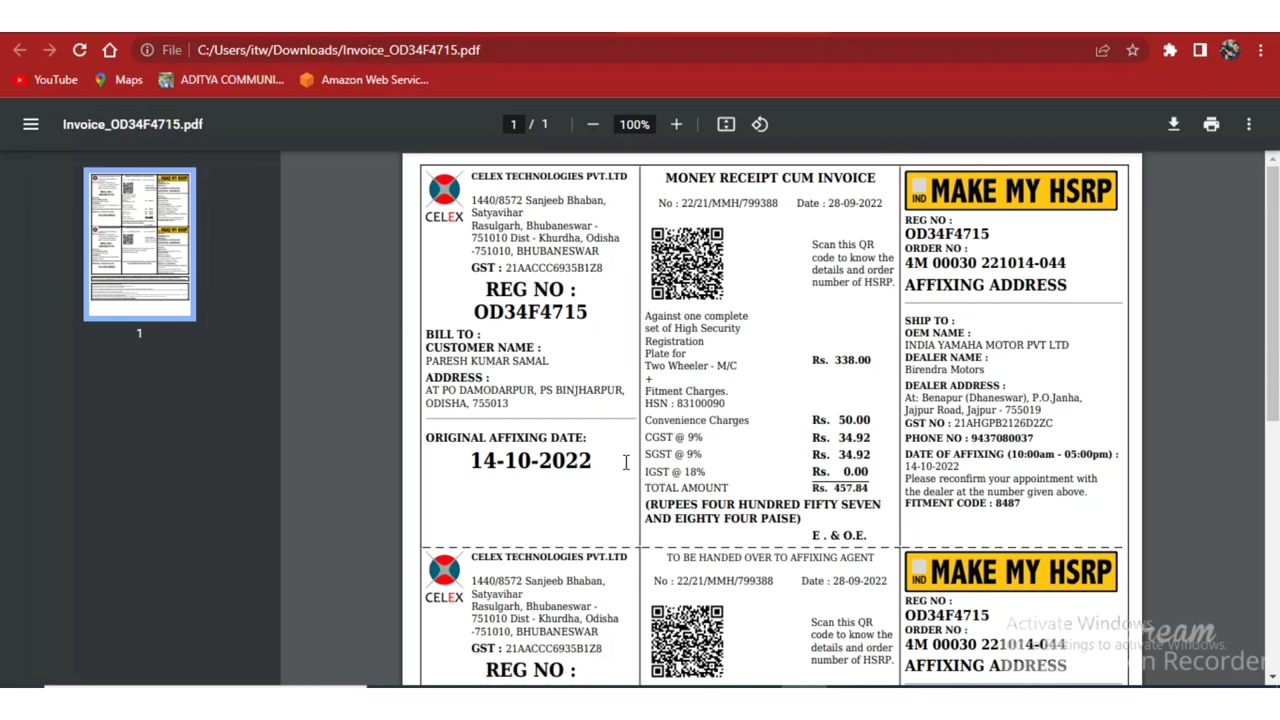 File C:/Users/itw/Downloads/Invoice_OD34F4715.pdf
YouTube Maps ADITYA COMMUNI... Amazon Web Servic...
Invoice_OD34F4715.pdf 1 / 1 100%
1
CELEX
CELEX TECHNOLOGIES PVT.LTD
1440/8572 Sanjeeb Bhaban,
Satyavihar
Rasulgarh, Bhubaneswar -
751010 Dist - Khurdha, Odisha
-751010, BHUBANESWAR
GST : 21AACCC6935B1Z8
REG NO :
OD34F4715
BILL TO :
CUSTOMER NAME :
PARESH KUMAR SAMAL
ADDRESS :
AT PO DAMODARPUR, PS BINJHARPUR,
ODISHA, 755013
ORIGINAL AFFIXING DATE:
14-10-2022
MONEY RECEIPT CUM INVOICE
No : 22/21/MMH/799388 Date : 28-09-2022
Scan this QR
code to know the
details and order
number of HSRP.
Against one complete
set of High Security
Registration
Plate for
Two Wheeler - M/C
+
Fitment Charges.
HSN : 83100090
Rs. 338.00
Convenience Charges Rs. 50.00
CGST @ 9% Rs. 34.92
SGST @ 9% Rs. 34.92
IGST @ 18% Rs. 0.00
TOTAL AMOUNT Rs. 457.84
(RUPEES FOUR HUNDRED FIFTY SEVEN
AND EIGHTY FOUR PAISE)
E . & O.E.
IND MAKE MY HSRP
REG NO :
OD34F4715
ORDER NO :
4M 00030 221014-044
AFFIXING ADDRESS
SHIP TO :
OEM NAME :
INDIA YAMAHA MOTOR PVT LTD
DEALER NAME :
Birendra Motors
DEALER ADDRESS :
At: Benapur (Dhaneswar), P.O.Janha,
Jajpur Road, Jajpur - 755019
GST NO : 21AHGPB2126D2ZC
PHONE NO : 9437080037
DATE OF AFFIXING (10:00am - 05:00pm) :
14-10-2022
Please reconfirm your appointment with
the dealer at the number given above.
FITMENT CODE : 8487
CELEX
CELEX TECHNOLOGIES PVT.LTD
1440/8572 Sanjeeb Bhaban,
Satyavihar
Rasulgarh, Bhubaneswar -
751010 Dist - Khurdha, Odisha
-751010, BHUBANESWAR
GST : 21AACCC6935B1Z8
REG NO :
TO BE HANDED OVER TO AFFIXING AGENT
No : 22/21/MMH/799388 Date : 28-09-2022
Scan this QR
code to know the
details and order
number of HSRP.
IND MAKE MY HSRP
REG NO :
OD34F4715
ORDER NO :
4M 00030 221014-044
AFFIXING ADDRESS
Activate Windows
to activate Windows.
Recorder